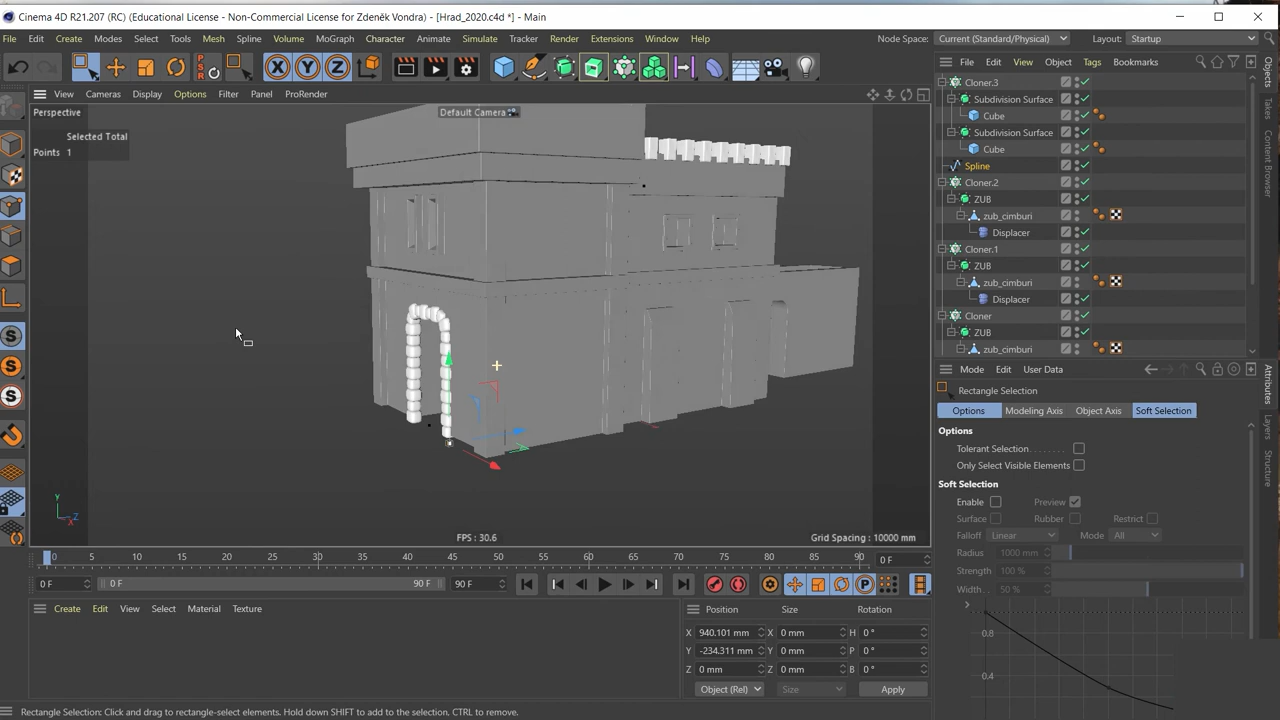 Cinema 4D R21.207 (RC) (Educational License - Non-Commercial License for Zdeněk Vondra) - [Hrad_2020.c4d *] - Main
File Edit Create Modes Select Tools Mesh Spline Volume MoGraph Character Animate Simulate Tracker Render Extensions Window Help Node Space: Current (Standard/Physical) Layout: Startup
X Y Z PSR
File Edit View Object Tags Bookmarks
View Cameras Display Options Filter Panel ProRender
Perspective Default Camera
Selected Total
Points 1
Cloner.3
Subdivision Surface
Cube
Subdivision Surface
Cube
Spline
Cloner.2
ZUB
zub_cimburi
Displacer
Cloner.1
ZUB
zub_cimburi
Displacer
Cloner
ZUB
zub_cimburi
Objects
Takes
Content Browser
Attributes
Layers
Structure
Mode Edit User Data
Rectangle Selection
Options Modeling Axis Object Axis Soft Selection
Options
Tolerant Selection
Only Select Visible Elements
Soft Selection
Enable Preview
Surface Rubber Restrict
Falloff Linear Mode All
Radius 1000 mm
Strength 100 %
Width 50 %
0.8
0.4
S
S
S
Y
X Z
FPS : 30.6 Grid Spacing : 10000 mm
0 5 10 15 20 25 30 35 40 45 50 55 60 65 70 75 80 85 90 0 F
0 F 0 F 90 F 90 F P
Create Edit View Select Material Texture
Position Size Rotation
X 940.101 mm X 0 mm H 0 °
Y -234.311 mm Y 0 mm P 0 °
Z 0 mm Z 0 mm B 0 °
Object (Rel) Size Apply
Rectangle Selection: Click and drag to rectangle-select elements. Hold down SHIFT to add to the selection, CTRL to remove.